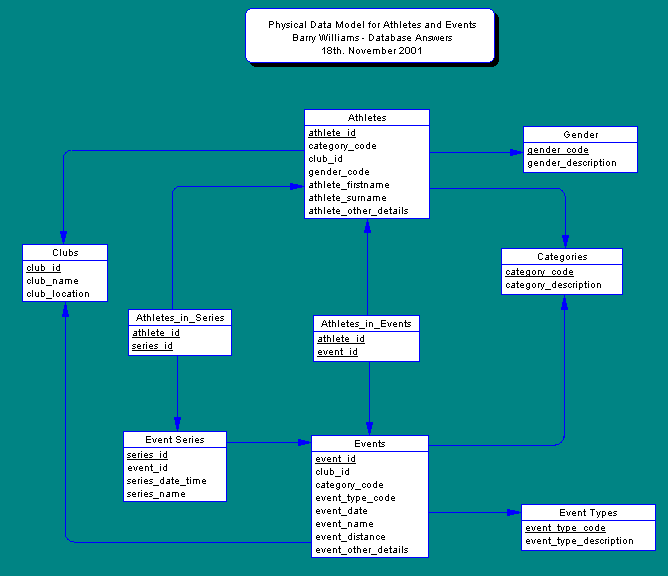 Physical Data Model for Athletes and Events
Barry Williams - Database Answers
18th. November 2001
Athletes
athlete_id
category_code
club_id
gender_code
athlete_firstname
athlete_surname
athlete_other_details
Gender
gender_code
gender_description
Clubs
club_id
club_name
club_location
Categories
category_code
category_description
Athletes_in_Series
athlete_id
series_id
Athletes_in_Events
athlete_id
event_id
Event Series
series_id
event_id
series_date_time
series_name
Events
event_id
club_id
category_code
event_type_code
event_date
event_name
event_distance
event_other_details
Event Types
event_type_code
event_type_description